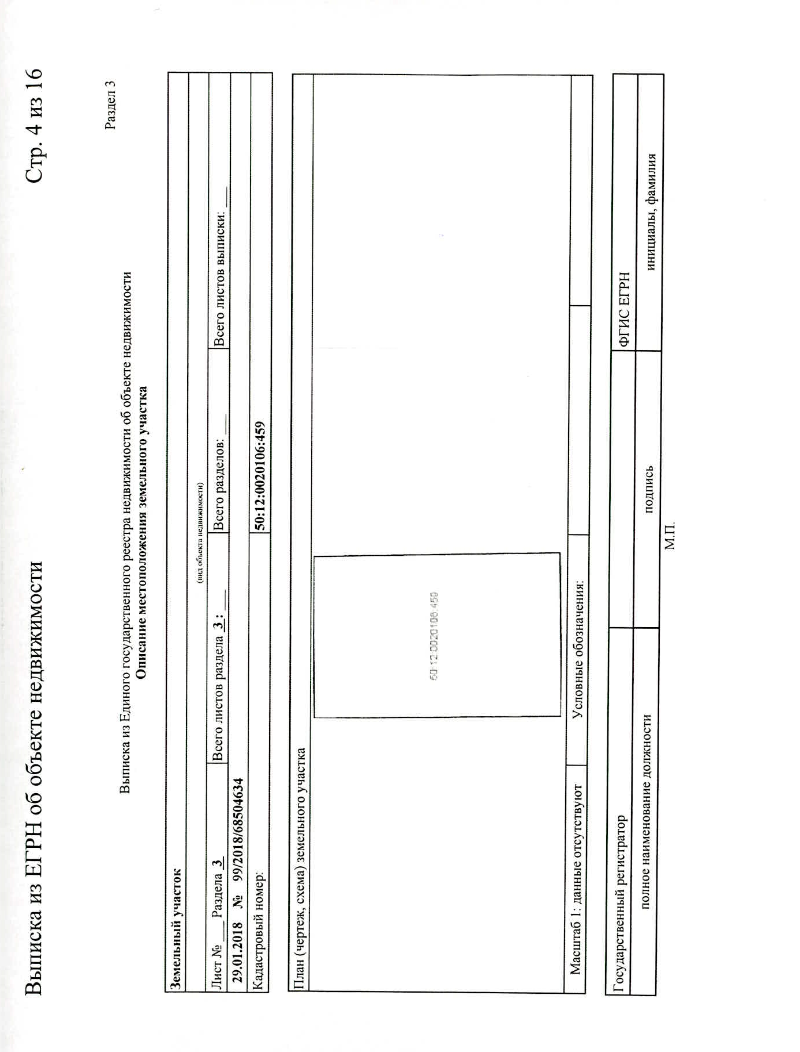 Выписка из ЕГРН об объекте недвижимости Стр. 4 из 16
Раздел 3
Выписка из Единого государственного реестра недвижимости об объекте недвижимости
Описание местоположения земельного участка
Земельный участок
(вид объекта недвижимости)
Лист № ___ Раздела 3 Всего листов раздела 3 : ___ Всего разделов: ___ Всего листов выписки: ___
29.01.2018 № 99/2018/68504634
Кадастровый номер: 50:12:0020106:459
План (чертеж, схема) земельного участка
50:12:0020106:459
Масштаб 1: данные отсутствуют Условные обозначения:
Государственный регистратор ФГИС ЕГРН
полное наименование должности подпись инициалы, фамилия
М.П.